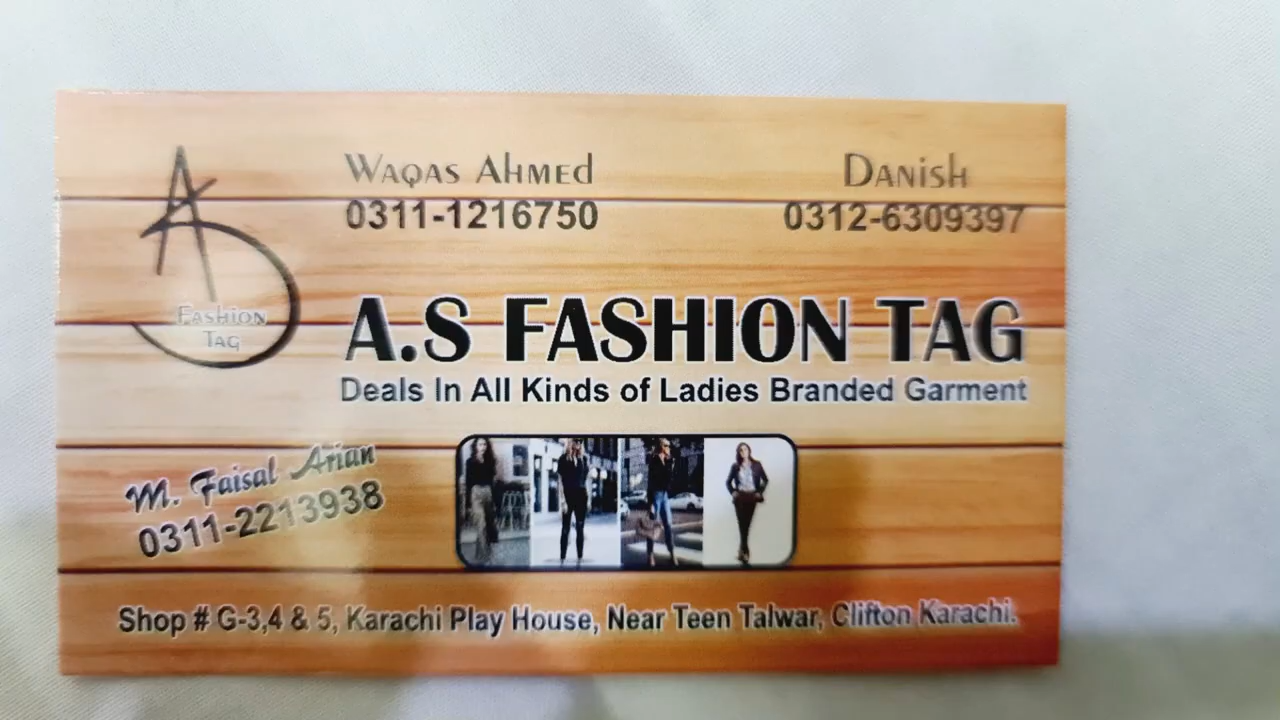 Waqas Ahmed
0311-1216750
Danish
0312-6309397
Fashion
Tag
A.S FASHION TAG
Deals In All Kinds of Ladies Branded Garment
M. Faisal Arian
0311-2213938
Shop # G-3,4 & 5, Karachi Play House, Near Teen Talwar, Clifton Karachi.